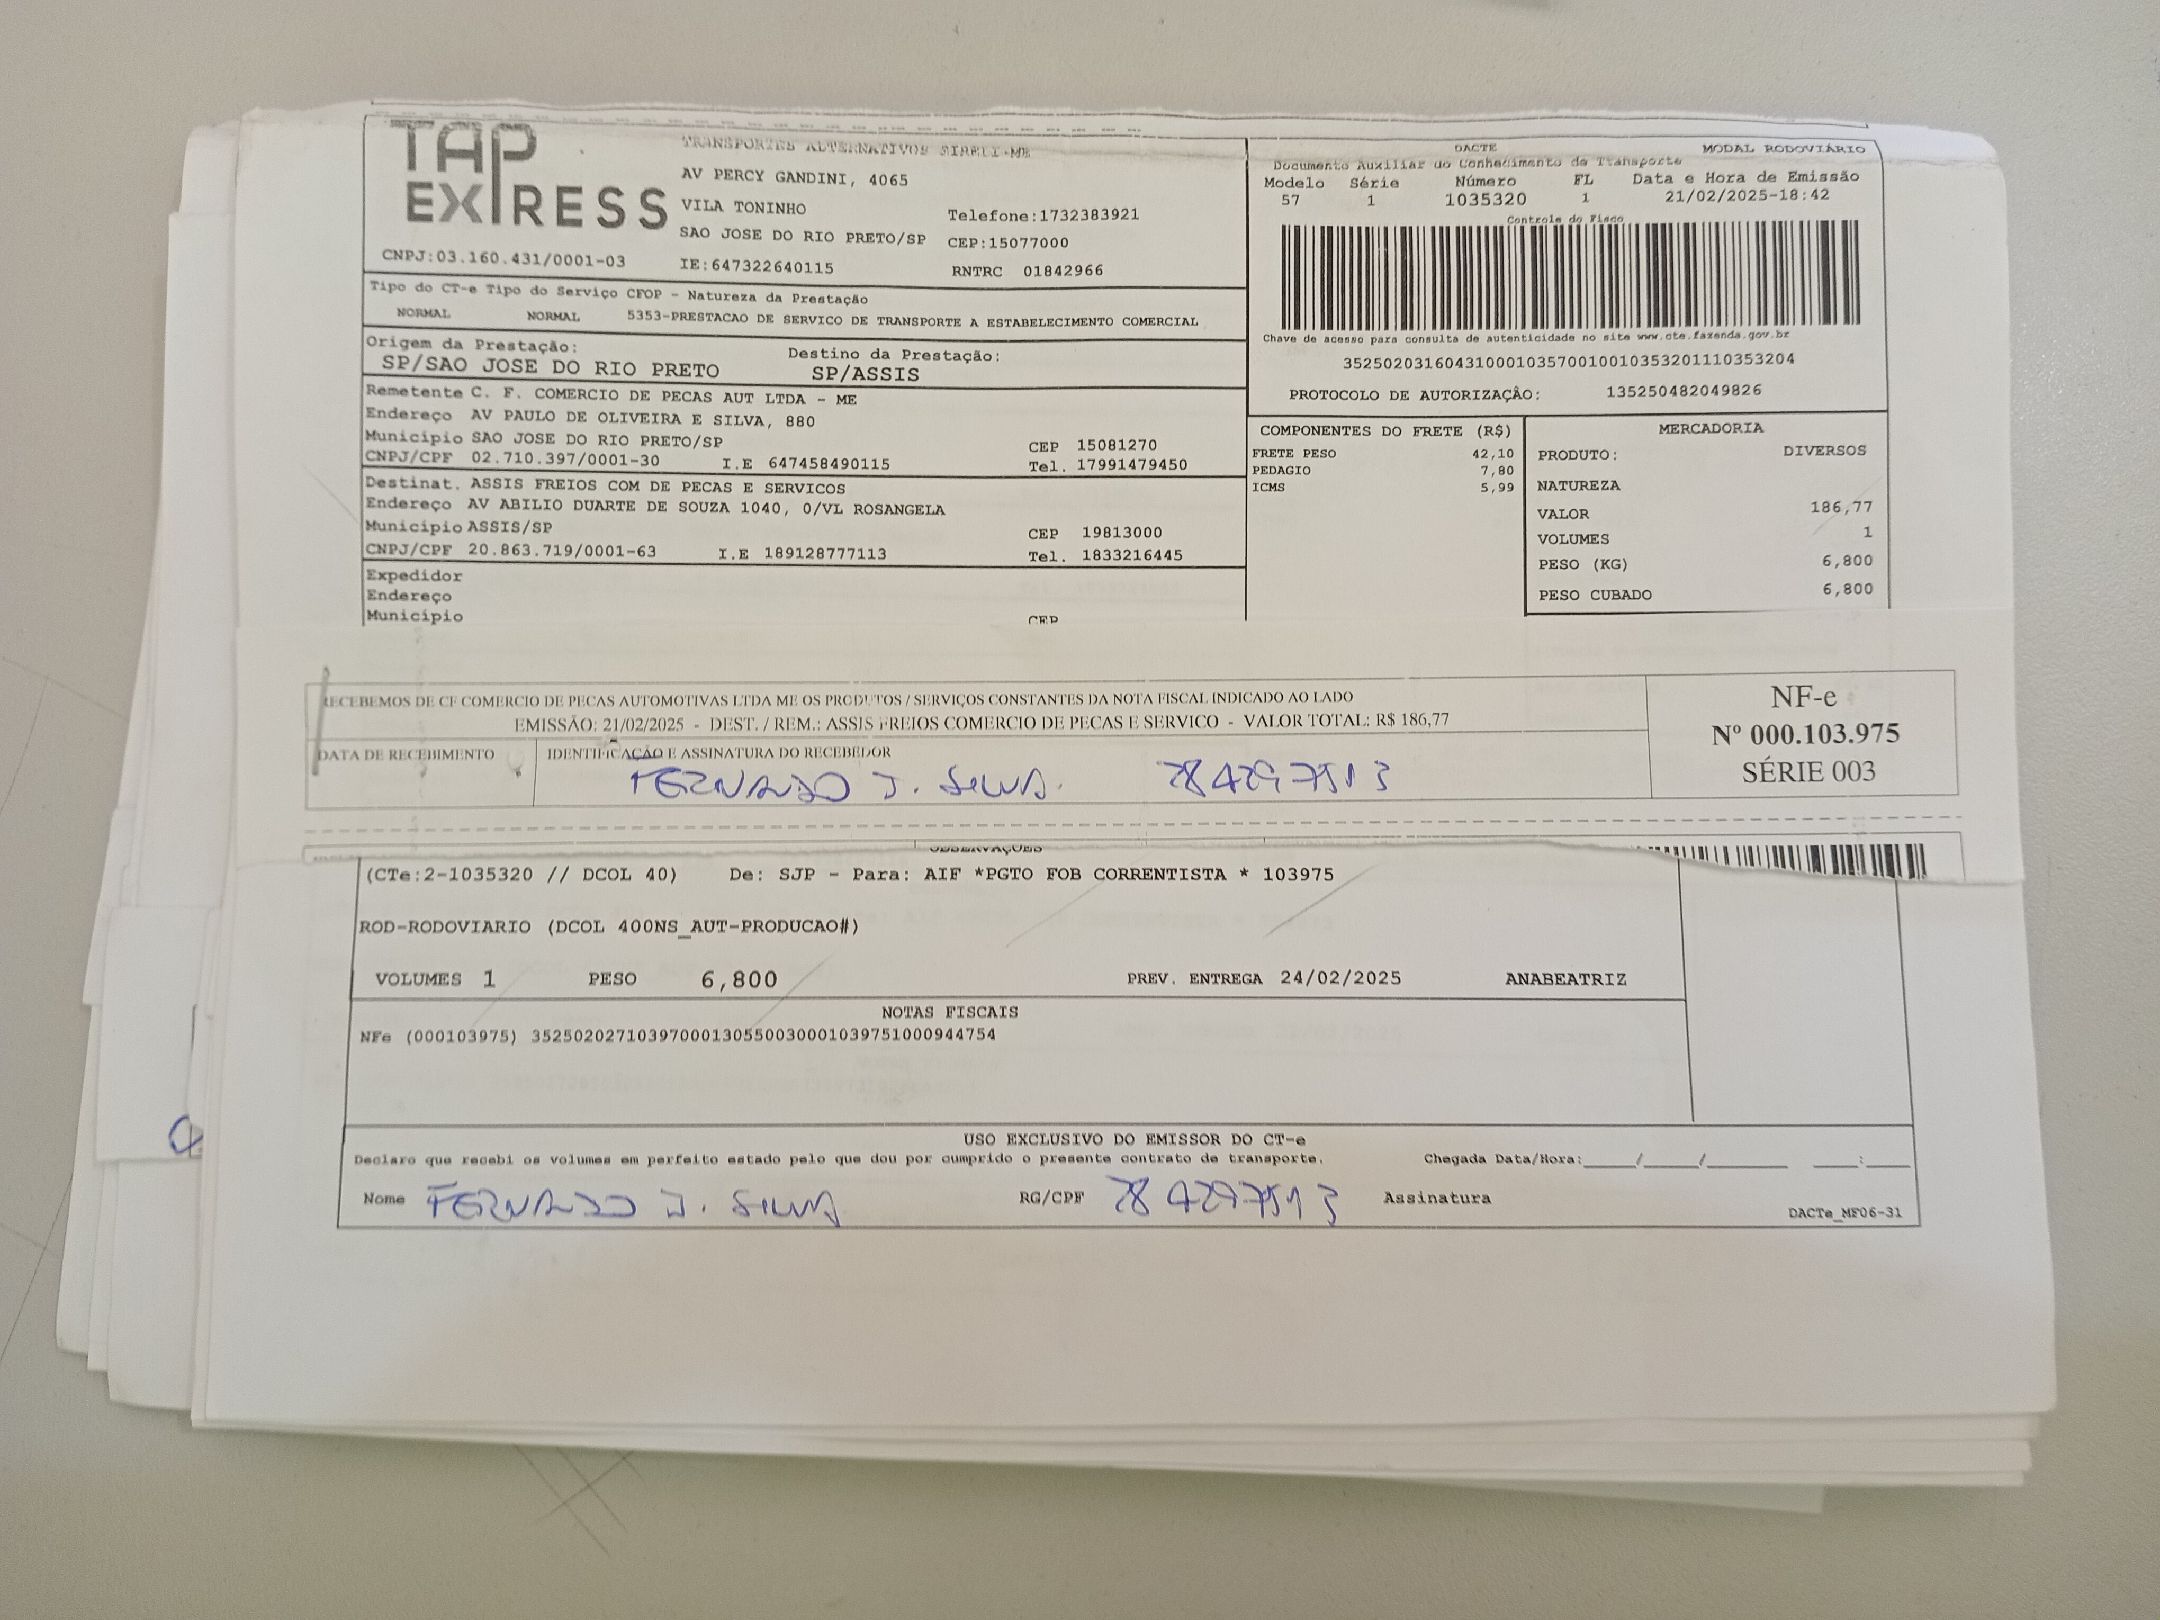 TAP
EXPRESS
TRANSPORTES ALTERNATIVOS EIRELI-ME
AV PERCY GANDINI, 4065
VILA TONINHO Telefone:1732383921
SAO JOSE DO RIO PRETO/SP CEP:15077000
CNPJ:03.160.431/0001-03 IE:647322640115 RNTRC 01842966
DACTE MODAL RODOVIÁRIO
Documento Auxiliar do Conhecimento de Transporte
Modelo Série Número FL Data e Hora de Emissão
57 1 1035320 1 21/02/2025-18:42
Controle do Fisco
Chave de acesso para consulta de autenticidade no site www.cte.fazenda.gov.br
35250203160431000103570010010353201110353204
PROTOCOLO DE AUTORIZAÇÂO: 135250482049826
Tipo do CT-e Tipo do Serviço CFOP - Natureza da Prestação
NORMAL NORMAL 5353-PRESTACAO DE SERVICO DE TRANSPORTE A ESTABELECIMENTO COMERCIAL
Origem da Prestação: Destino da Prestação:
SP/SAO JOSE DO RIO PRETO SP/ASSIS
Remetente C. F. COMERCIO DE PECAS AUT LTDA - ME
Endereço AV PAULO DE OLIVEIRA E SILVA, 880
Município SAO JOSE DO RIO PRETO/SP CEP 15081270
CNPJ/CPF 02.710.397/0001-30 I.E 647458490115 Tel. 17991479450
Destinat. ASSIS FREIOS COM DE PECAS E SERVICOS
Endereço AV ABILIO DUARTE DE SOUZA 1040, 0/VL ROSANGELA
Município ASSIS/SP CEP 19813000
CNPJ/CPF 20.863.719/0001-63 I.E 189128777113 Tel. 1833216445
Expedidor
Endereço
Município CEP
COMPONENTES DO FRETE (R$)
FRETE PESO 42,10
PEDAGIO 7,80
ICMS 5,99
MERCADORIA
PRODUTO: DIVERSOS
NATUREZA
VALOR 186,77
VOLUMES 1
PESO (KG) 6,800
PESO CUBADO 6,800
RECEBEMOS DE CF COMERCIO DE PECAS AUTOMOTIVAS LTDA ME OS PRODUTOS / SERVIÇOS CONSTANTES DA NOTA FISCAL INDICADO AO LADO
EMISSÃO: 21/02/2025 - DEST. / REM.: ASSIS FREIOS COMERCIO DE PECAS E SERVICO - VALOR TOTAL: R$ 186,77
DATA DE RECEBIMENTO IDENTIFICAÇÃO E ASSINATURA DO RECEBEDOR
FERNANDO J. SILVA. 284297513
NF-e
Nº 000.103.975
SÉRIE 003
OBSERVAÇÕES
(CTe:2-1035320 // DCOL 40) De: SJP - Para: AIF *PGTO FOB CORRENTISTA * 103975
ROD-RODOVIARIO (DCOL 400NS_AUT-PRODUCAO#)
VOLUMES 1 PESO 6,800 PREV. ENTREGA 24/02/2025 ANABEATRIZ
NOTAS FISCAIS
NFe (000103975) 35250202710397000130550030001039751000944754
USO EXCLUSIVO DO EMISSOR DO CT-e
Declaro que recebi os volumes em perfeito estado pelo que dou por cumprido o presente contrato de transporte. Chegada Data/Hora:____/____/______ ___:___
Nome FERNANDO J. SILVA RG/CPF 284297513 Assinatura
DACTe_MF06-31